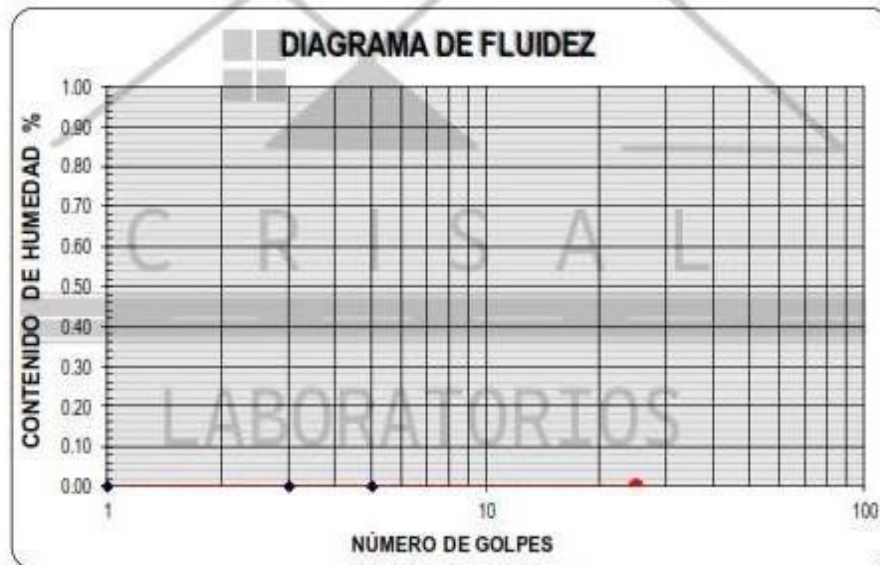 DIAGRAMA DE FLUIDEZ
CONTENIDO DE HUMEDAD %
1.00
0.90
0.80
0.70
0.60
0.50
0.40
0.30
0.20
0.10
0.00
C R I S A L
LABORATORIOS
1 10 100
NÚMERO DE GOLPES